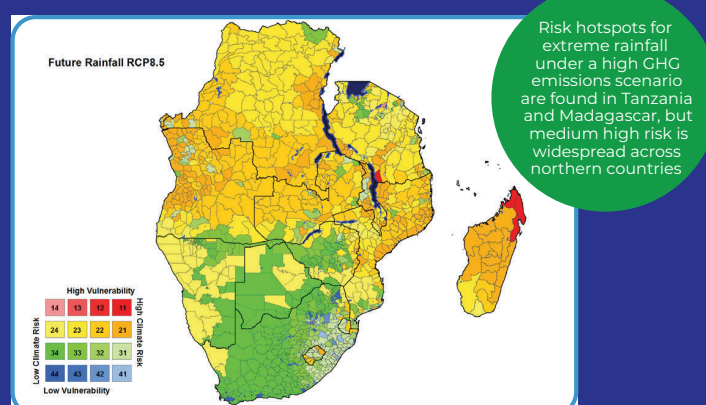 Future Rainfall RCP8.5
Risk hotspots for
extreme rainfall
under a high GHG
emissions scenario
are found in Tanzania
and Madagascar, but
medium high risk is
widespread across
northern countries
High Vulnerability
14 13 12 11
24 23 22 21
34 33 32 31
44 43 42 41
Low Vulnerability
Low Climate Risk
High Climate Risk